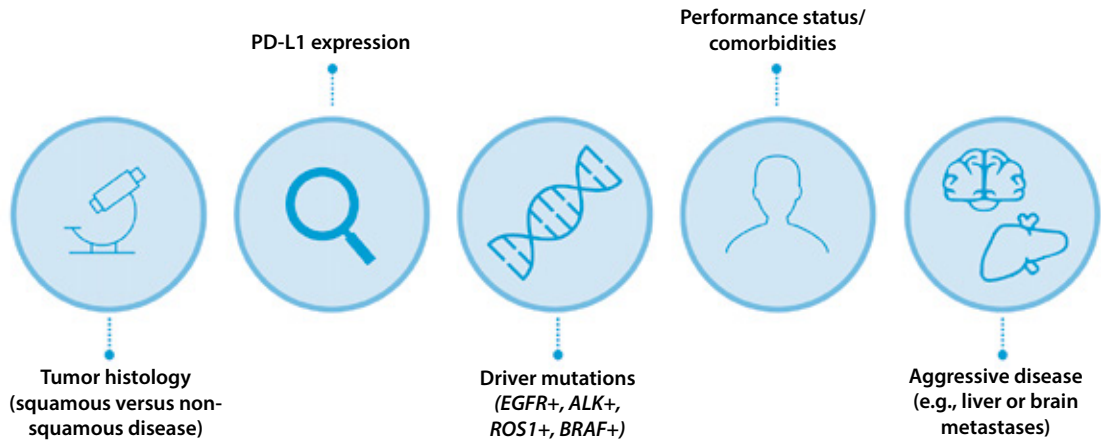 PD-L1 expression
Performance status/
comorbidities
Tumor histology
(squamous versus non-
squamous disease)
Driver mutations
(EGFR+, ALK+,
ROS1+, BRAF+)
Aggressive disease
(e.g., liver or brain
metastases)